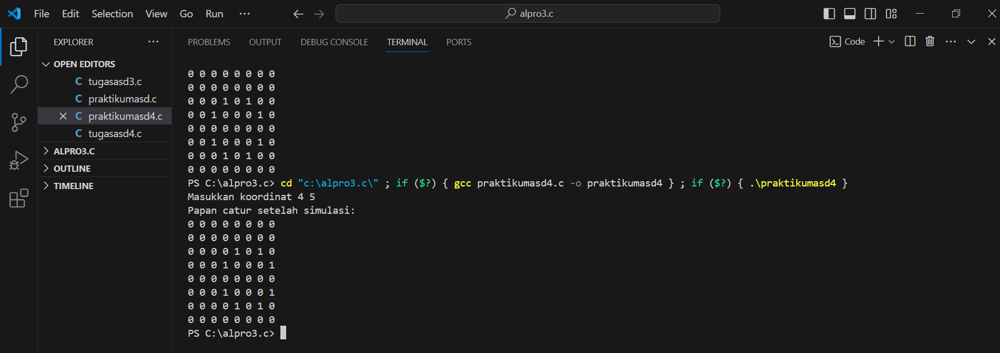 File Edit Selection View Go Run ···
alpro3.c
EXPLORER ···
OPEN EDITORS
C tugasasd3.c
C praktikumasd.c
C praktikumasd4.c
C tugasasd4.c
ALPRO3.C
OUTLINE
TIMELINE
PROBLEMS OUTPUT DEBUG CONSOLE TERMINAL PORTS
Code
0 0 0 0 0 0 0 0
0 0 0 0 0 0 0 0
0 0 0 1 0 1 0 0
0 0 1 0 0 0 1 0
0 0 0 0 0 0 0 0
0 0 1 0 0 0 1 0
0 0 0 1 0 1 0 0
0 0 0 0 0 0 0 0
PS C:\alpro3.c> cd "c:\alpro3.c\" ; if ($?) { gcc praktikumasd4.c -o praktikumasd4 } ; if ($?) { .\praktikumasd4 }
Masukkan koordinat 4 5
Papan catur setelah simulasi:
0 0 0 0 0 0 0 0
0 0 0 0 0 0 0 0
0 0 0 0 1 0 1 0
0 0 0 1 0 0 0 1
0 0 0 0 0 0 0 0
0 0 0 1 0 0 0 1
0 0 0 0 1 0 1 0
0 0 0 0 0 0 0 0
PS C:\alpro3.c>